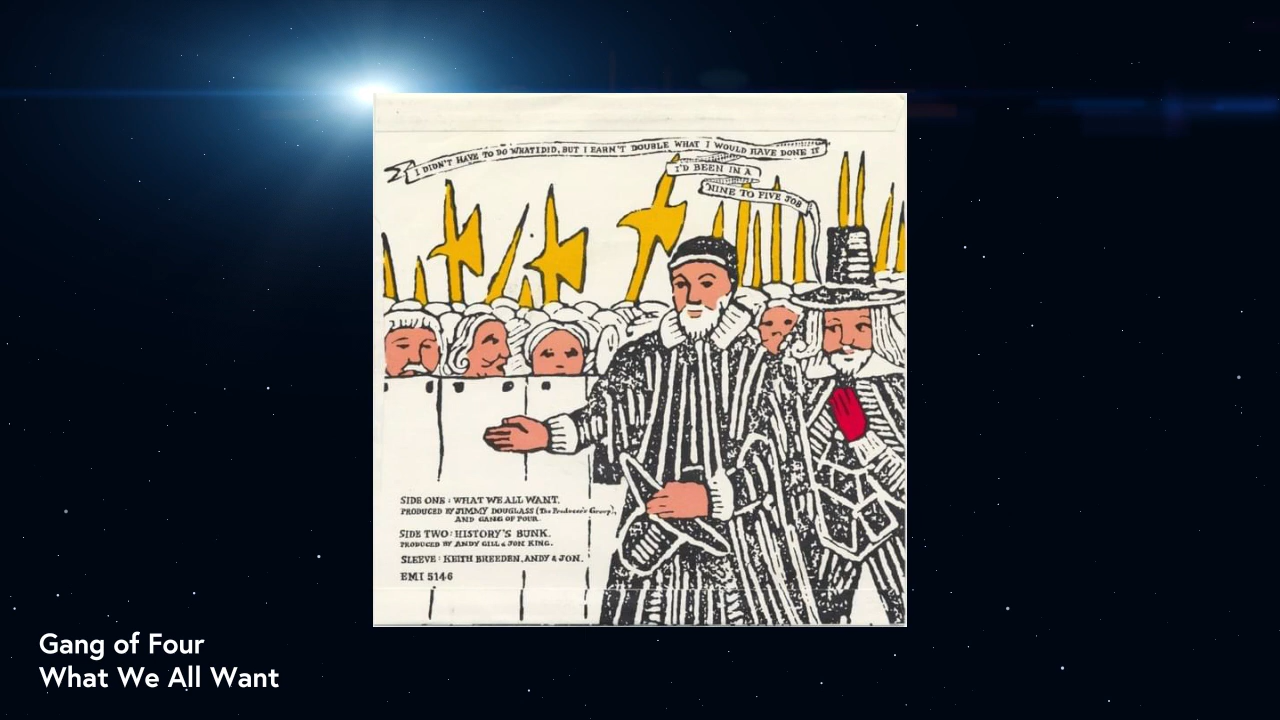 I DIDN'T HAVE TO DO WHAT I DID, BUT I EARN'T DOUBLE WHAT I WOULD HAVE DONE IF
I'D BEEN IN A
NINE TO FIVE JOB
SIDE ONE : WHAT WE ALL WANT.
PRODUCED BY JIMMY DOUGLASS (The Producer's Group),
AND GANG OF FOUR.
SIDE TWO : HISTORY'S BUNK.
PRODUCED BY ANDY GILL & JON KING.
SLEEVE : KEITH BREEDEN, ANDY & JON.
EMI 5146
Gang of Four
What We All Want